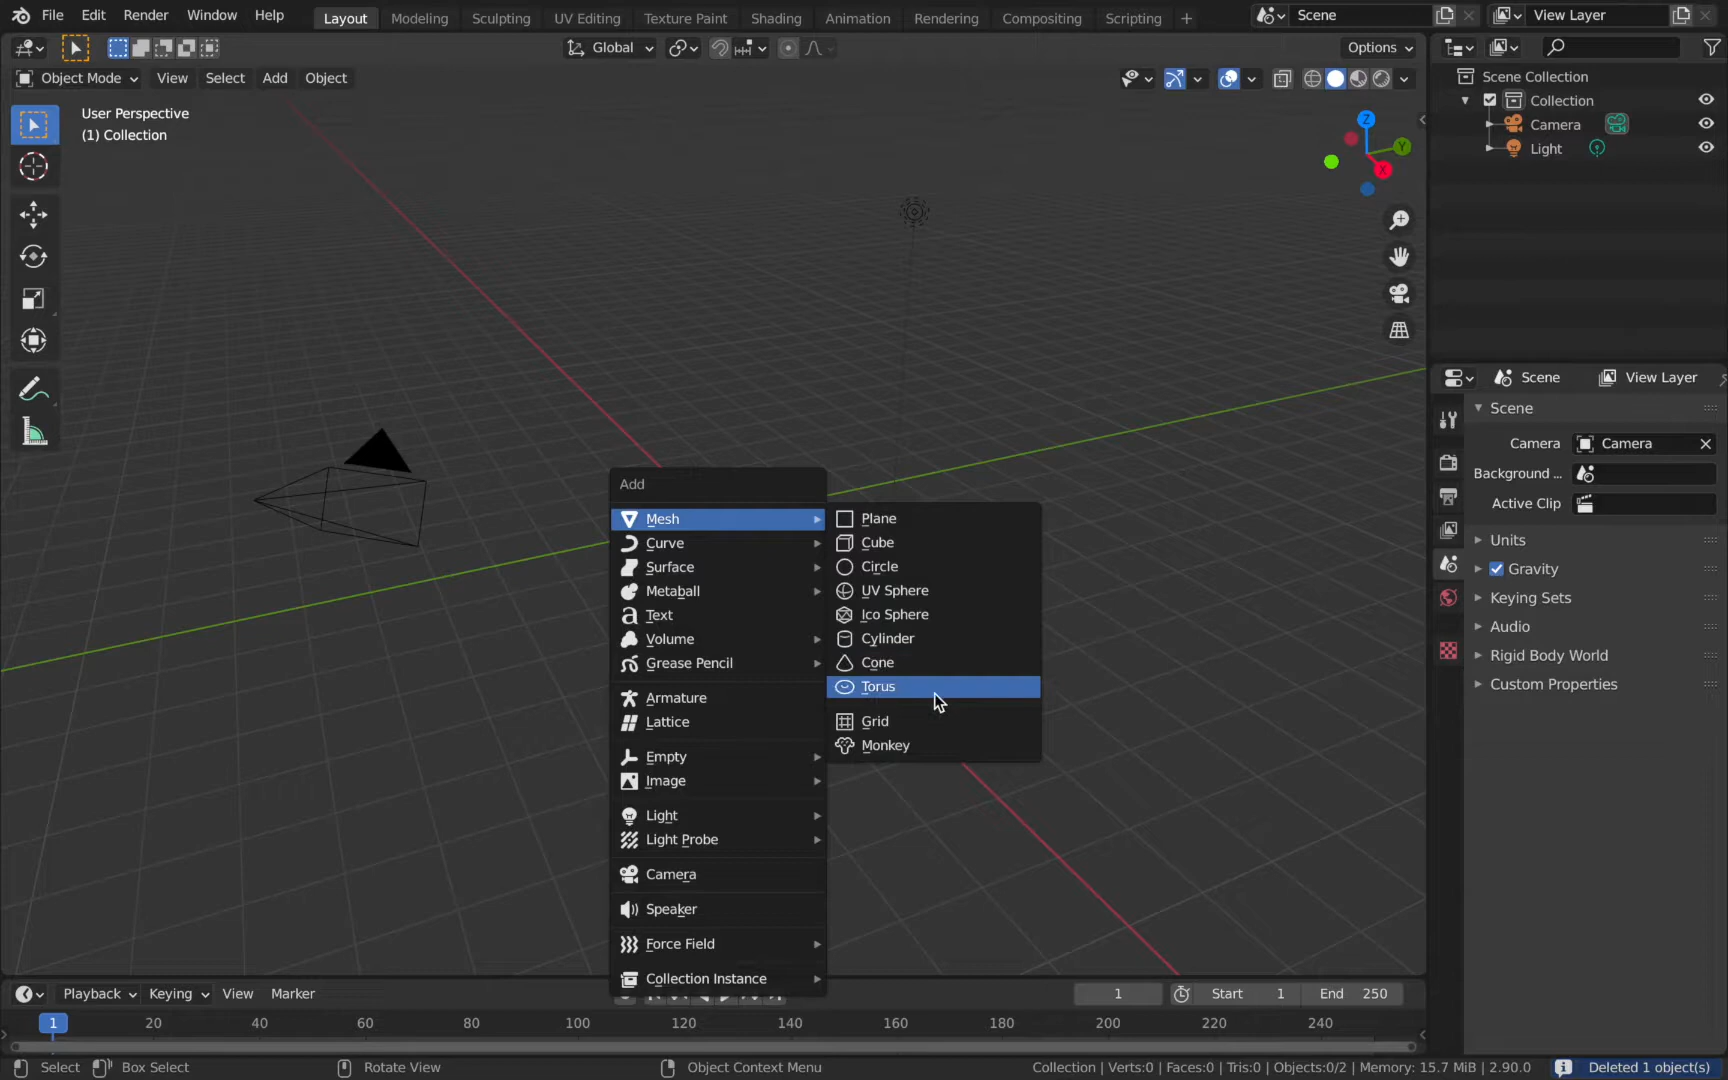 File Edit Render Window Help Layout Modeling Sculpting UV Editing Texture Paint Shading Animation Rendering Compositing Scripting + Scene View Layer
Global Options
Object Mode View Select Add Object
User Perspective
(1) Collection
Z
Y
X
Scene Collection
Collection
Camera
Light
Scene View Layer
Scene
Camera Camera
Background ...
Active Clip
Units
Gravity
Keying Sets
Audio
Rigid Body World
Custom Properties
Add
Mesh
Curve
Surface
Metaball
Text
Volume
Grease Pencil
Armature
Lattice
Empty
Image
Light
Light Probe
Camera
Speaker
Force Field
Collection Instance
Plane
Cube
Circle
UV Sphere
Ico Sphere
Cylinder
Cone
Torus
Grid
Monkey
Playback Keying View Marker 1 Start 1 End 250
1 20 40 60 80 100 120 140 160 180 200 220 240
Select Box Select Rotate View Object Context Menu Collection | Verts:0 | Faces:0 | Tris:0 | Objects:0/2 | Memory: 15.7 MiB | 2.90.0 Deleted 1 object(s)